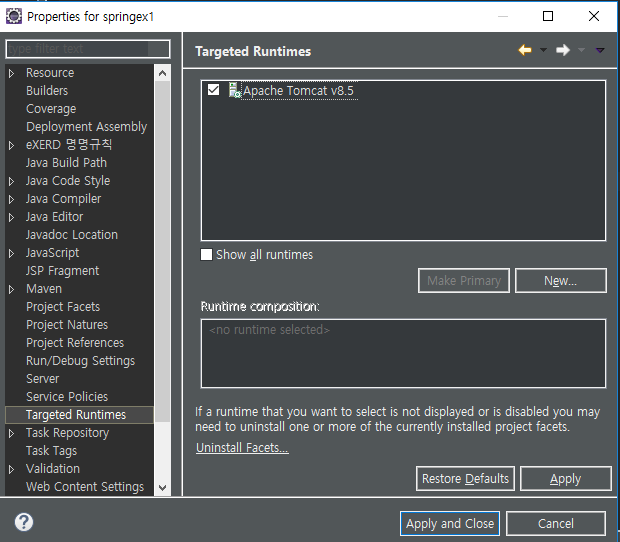 Properties for springex1
type filter text
Targeted Runtimes
Resource
Builders
Coverage
Deployment Assembly
eXERD 명명규칙
Java Build Path
Java Code Style
Java Compiler
Java Editor
Javadoc Location
JavaScript
JSP Fragment
Maven
Project Facets
Project Natures
Project References
Run/Debug Settings
Server
Service Policies
Targeted Runtimes
Task Repository
Task Tags
Validation
Web Content Settings
Apache Tomcat v8.5
Show all runtimes
Make Primary
New...
Runtime composition:
<no runtime selected>
If a runtime that you want to select is not displayed or is disabled you may
need to uninstall one or more of the currently installed project facets.
Uninstall Facets...
Restore Defaults
Apply
?
Apply and Close
Cancel